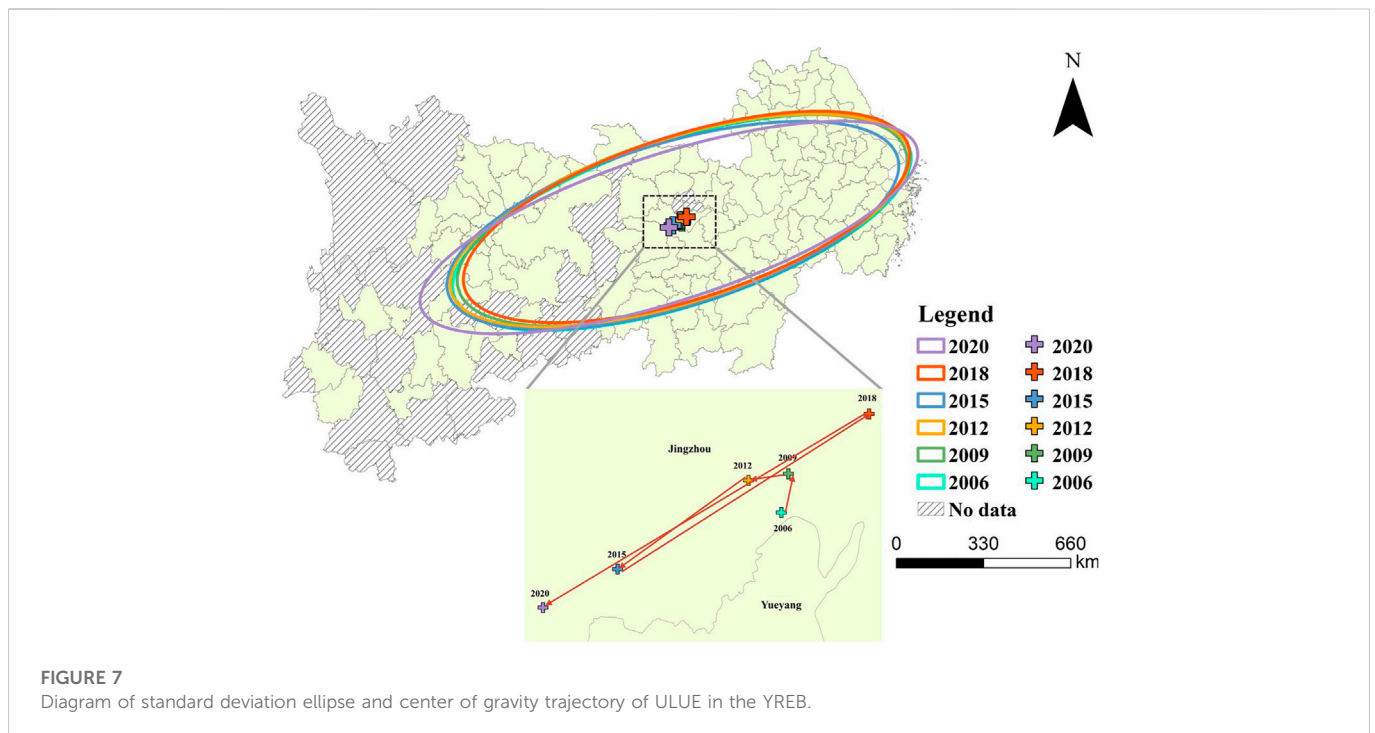 N
Legend
2020 2020
2018 2018
2015 2015
2012 2012
2009 2009
2006 2006
No data
0 330 660
km
2018
Jingzhou
2012
2009
2006
2015
2020
Yueyang
FIGURE 7
Diagram of standard deviation ellipse and center of gravity trajectory of ULUE in the YREB.